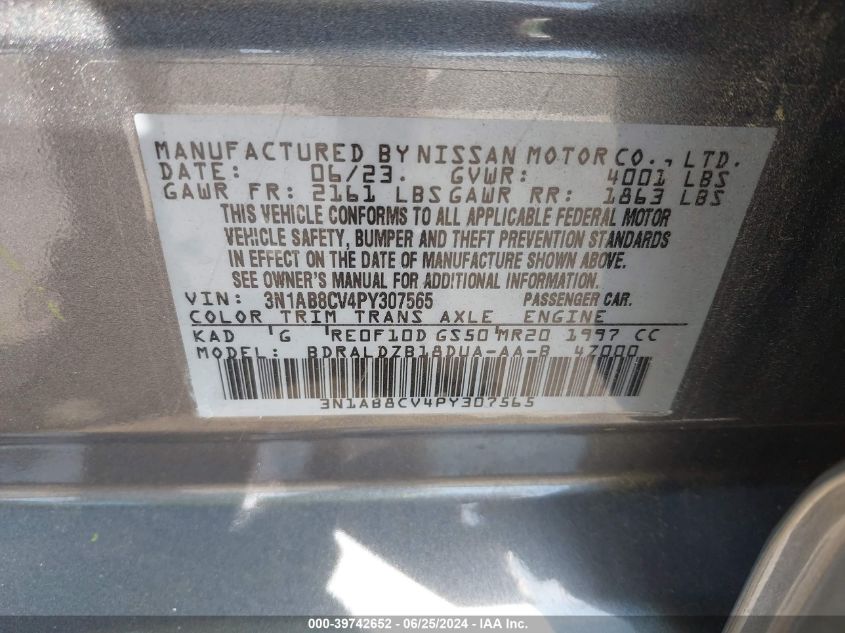 MANUFACTURED BY NISSAN MOTOR CO., LTD.
DATE: 06/23. GVWR: 4001 LBS
GAWR FR: 2161 LBS GAWR RR: 1863 LBS
THIS VEHICLE CONFORMS TO ALL APPLICABLE FEDERAL MOTOR
VEHICLE SAFETY, BUMPER AND THEFT PREVENTION STANDARDS
IN EFFECT ON THE DATE OF MANUFACTURE SHOWN ABOVE.
SEE OWNER'S MANUAL FOR ADDITIONAL INFORMATION.
VIN: 3N1AB8CV4PY307565 PASSENGER CAR.
COLOR TRIM TRANS AXLE ENGINE
KAD 'G 'RE0F10D GS50'MR20 1997 CC
MODEL: BDRALDZB18DUA-AA-B 4Z000
3N1AB8CV4PY307565
000-39742652 - 06/25/2024 - IAA Inc.